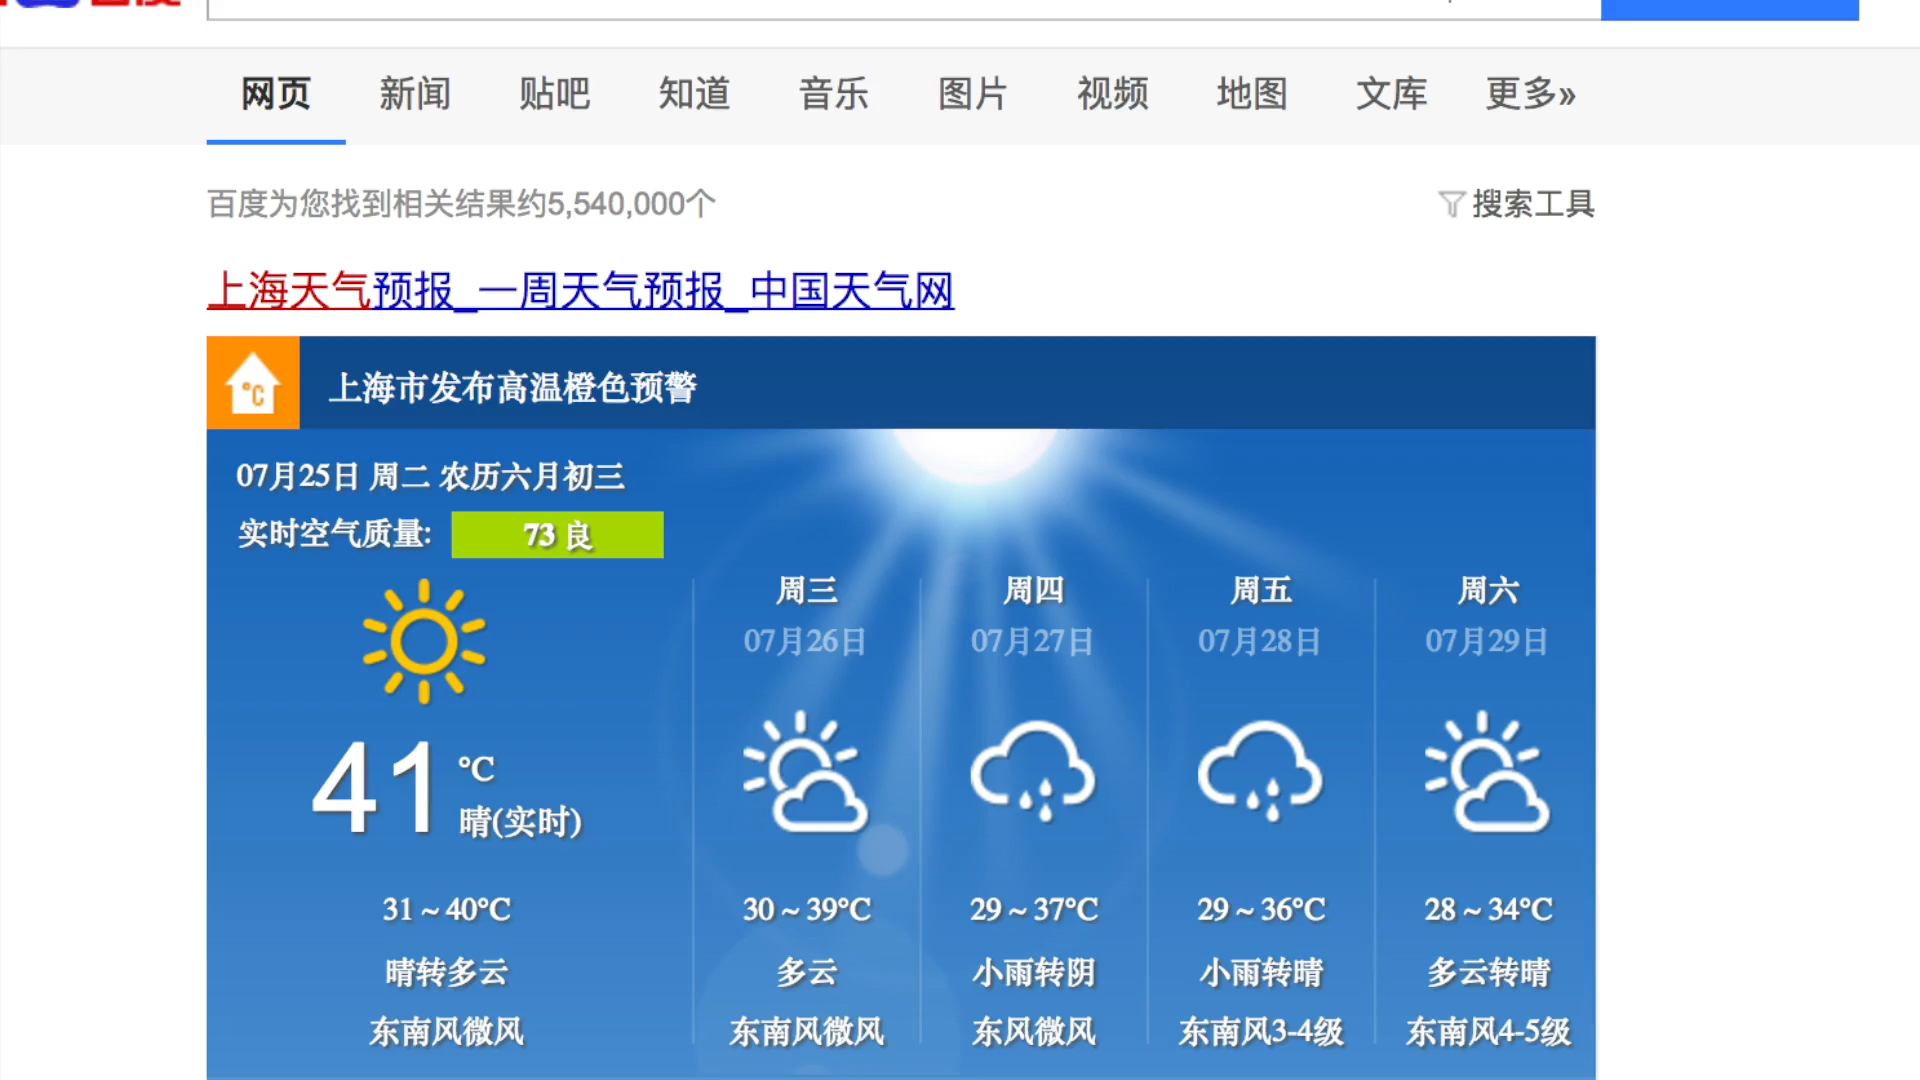 网页 新闻 贴吧 知道 音乐 图片 视频 地图 文库 更多»
百度为您找到相关结果约5,540,000个 搜索工具
上海天气预报_一周天气预报_中国天气网
°C 上海市发布高温橙色预警
07月25日 周二 农历六月初三
实时空气质量: 73 良
周三 周四 周五 周六
07月26日 07月27日 07月28日 07月29日
41 ℃
晴(实时)
31 ~ 40℃ 30 ~ 39℃ 29 ~ 37℃ 29 ~ 36℃ 28 ~ 34℃
晴转多云 多云 小雨转阴 小雨转晴 多云转晴
东南风微风 东南风微风 东风微风 东南风3-4级 东南风4-5级